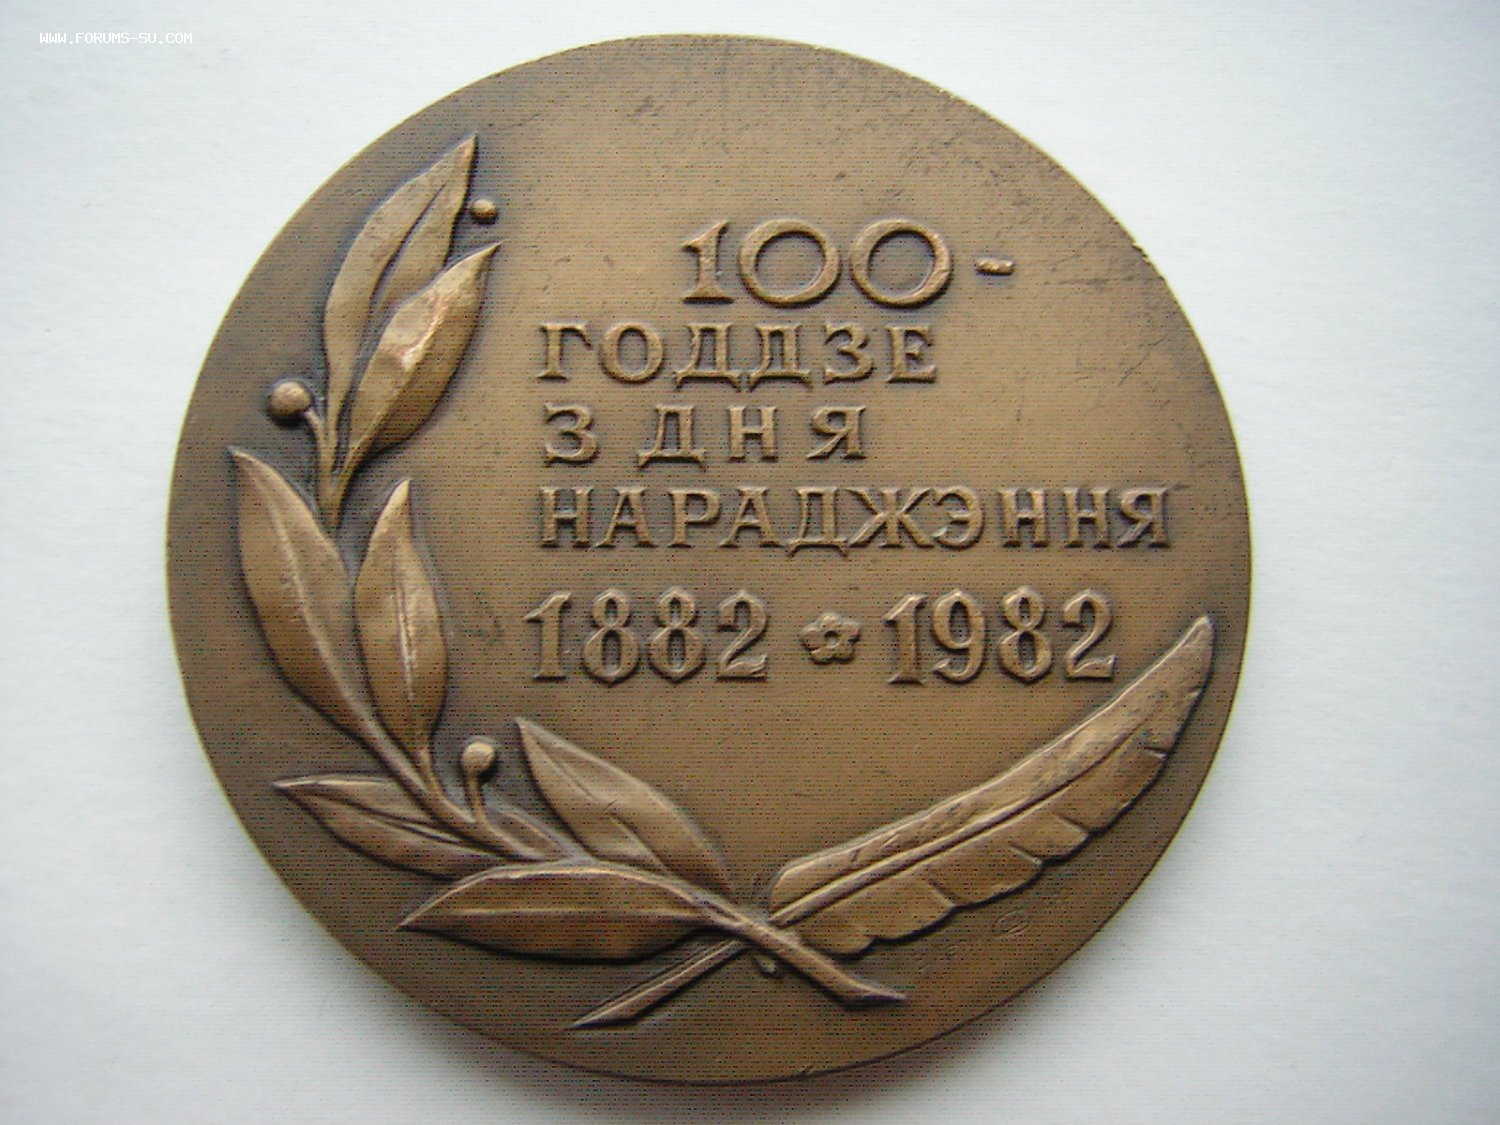 WWW.FORUMS-SU.COM
100-
ГОДДЗЕ
З ДНЯ
НАРАДЖЭННЯ
1882 1982